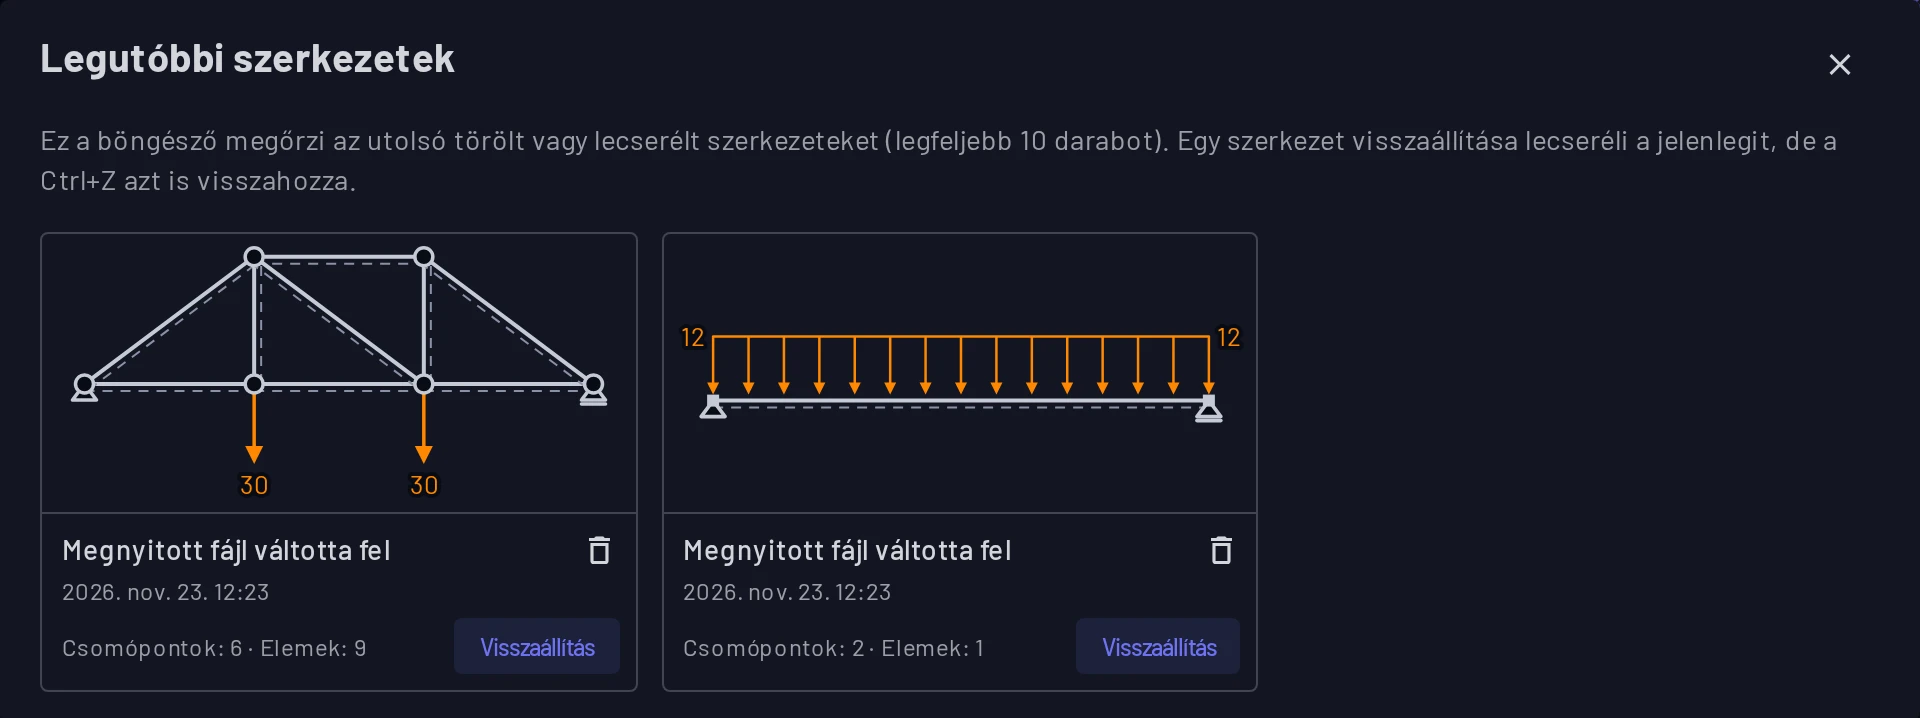 Legutóbbi szerkezetek
Ez a böngésző megőrzi az utolsó törölt vagy lecserélt szerkezeteket (legfeljebb 10 darabot). Egy szerkezet visszaállítása lecseréli a jelenlegit, de a
Ctrl+Z azt is visszahozza.
30 30
Megnyitott fájl váltotta fel
2026. nov. 23. 12:23
Csomópontok: 6 · Elemek: 9
Visszaállítás
12 12
Megnyitott fájl váltotta fel
2026. nov. 23. 12:23
Csomópontok: 2 · Elemek: 1
Visszaállítás